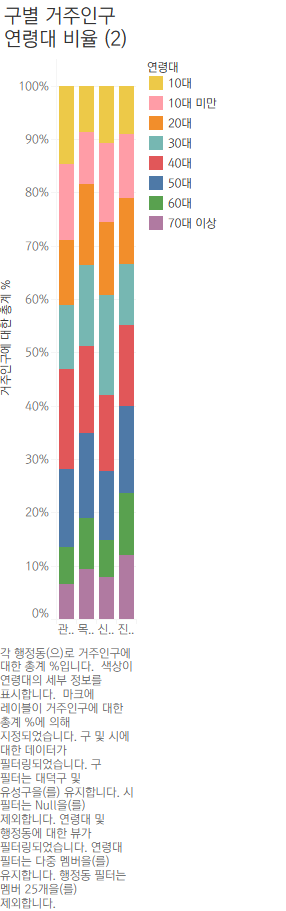 구별 거주인구
연령대 비율 (2)
연령대
10대
10대 미만
20대
30대
40대
50대
60대
70대 이상
100%
90%
80%
70%
60%
50%
40%
30%
20%
10%
0%
거주인구에 대한 총계 %
관.. 목.. 신.. 진..
각 행정동(으)로 거주인구에
대한 총계 %입니다. 색상이
연령대의 세부 정보를
표시합니다. 마크에
레이블이 거주인구에 대한
총계 %에 의해
지정되었습니다. 구 및 시에
대한 데이터가
필터링되었습니다. 구
필터는 대덕구 및
유성구을(를) 유지합니다. 시
필터는 Null을(를)
제외합니다. 연령대 및
행정동에 대한 뷰가
필터링되었습니다. 연령대
필터는 다중 멤버을(를)
유지합니다. 행정동 필터는
멤버 25개을(를)
제외합니다.